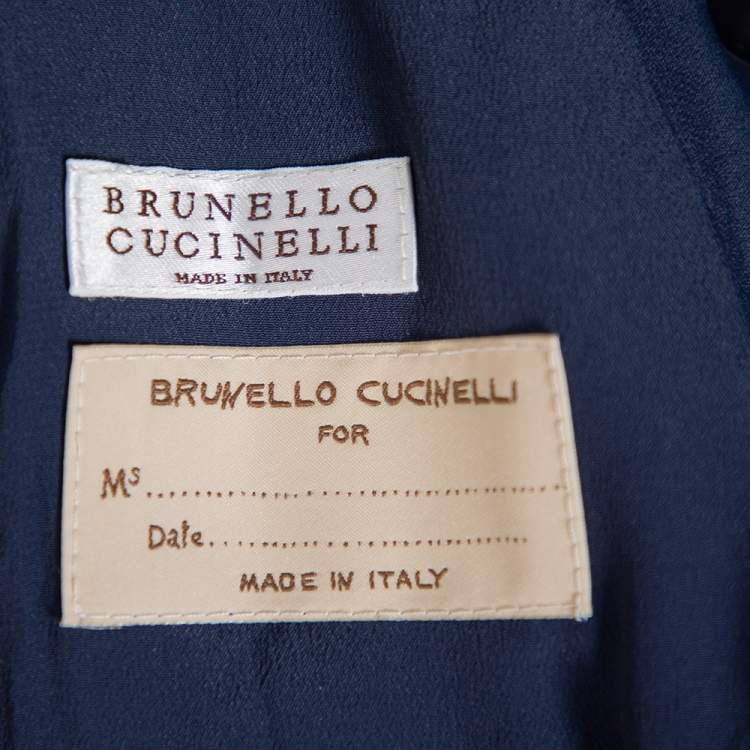 BRUNELLO
CUCINELLI
MADE IN ITALY
BRUNELLO CUCINELLI
FOR
Ms.......................................................
Date..........................................
MADE IN ITALY